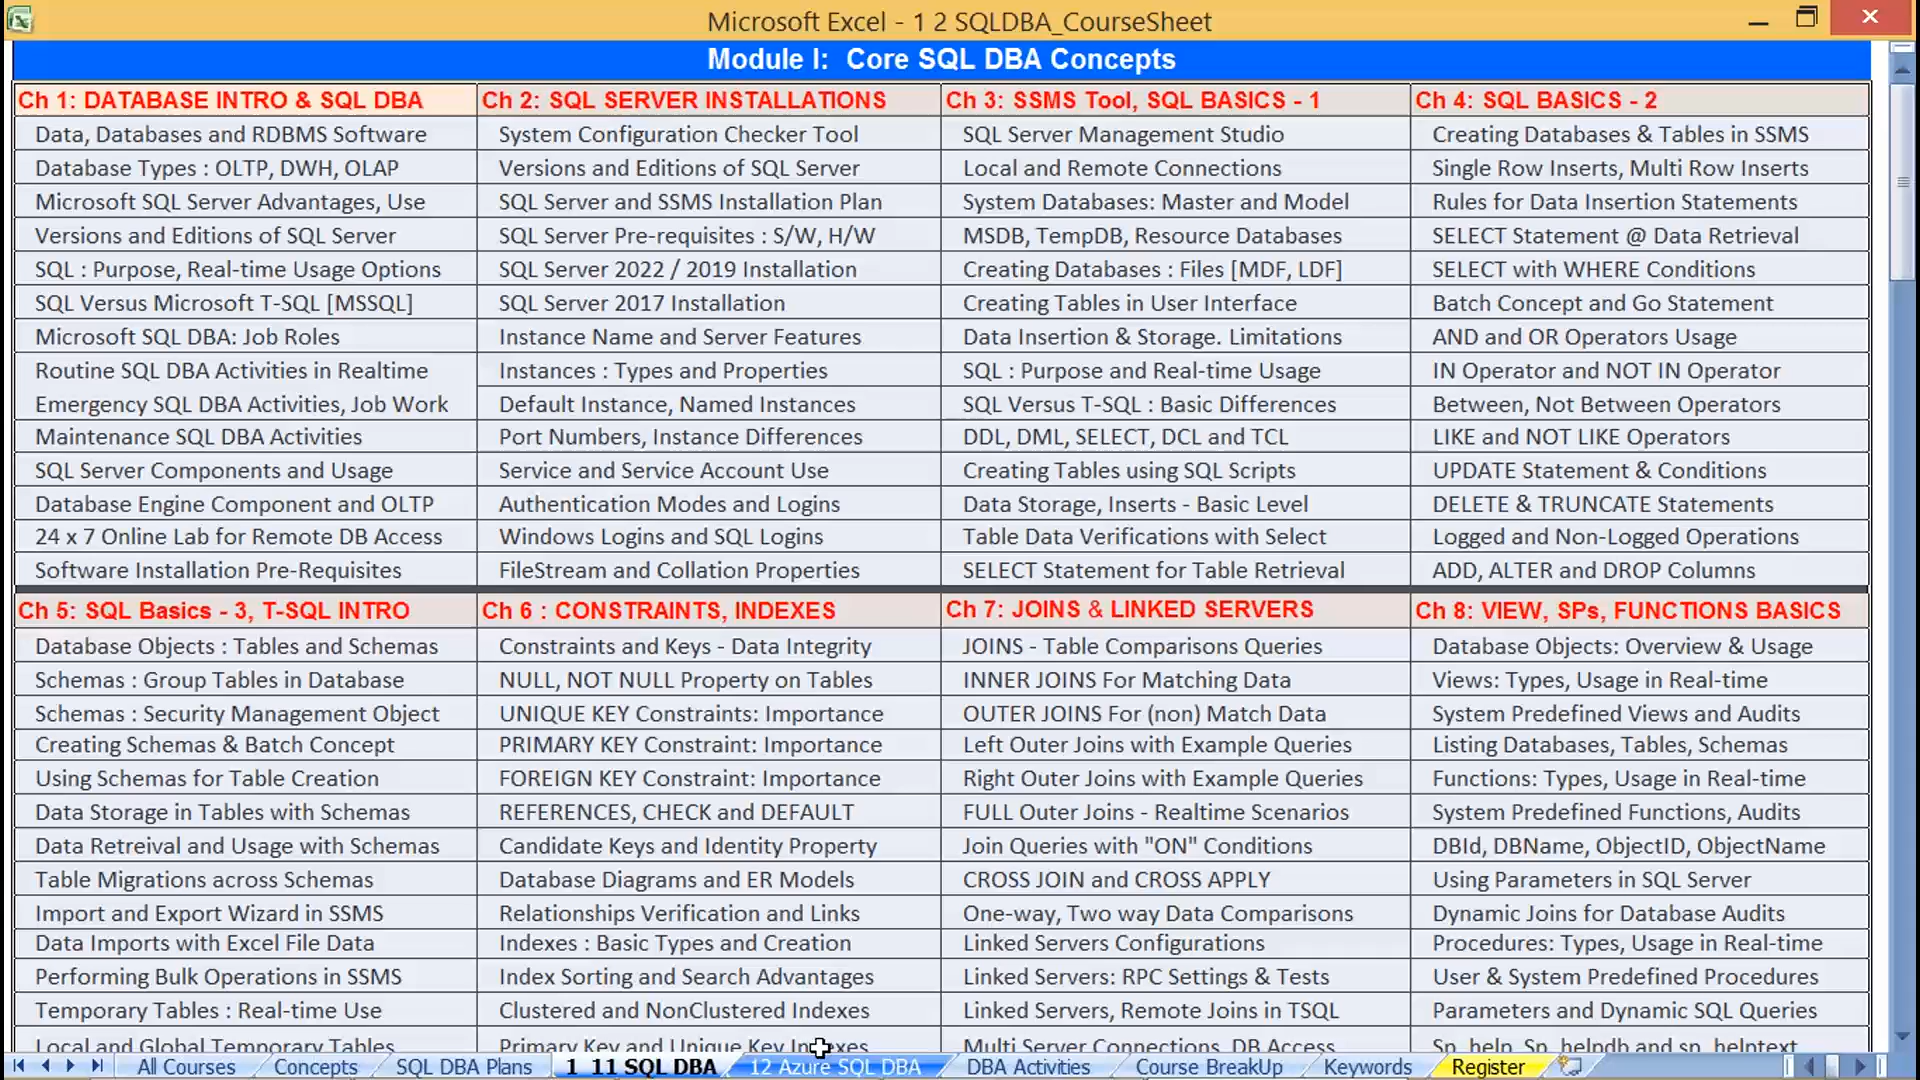 Microsoft Excel - 1 2 SQLDBA_CourseSheet
Module I: Core SQL DBA Concepts
Ch 1: DATABASE INTRO & SQL DBA
Data, Databases and RDBMS Software
Database Types : OLTP, DWH, OLAP
Microsoft SQL Server Advantages, Use
Versions and Editions of SQL Server
SQL : Purpose, Real-time Usage Options
SQL Versus Microsoft T-SQL [MSSQL]
Microsoft SQL DBA: Job Roles
Routine SQL DBA Activities in Realtime
Emergency SQL DBA Activities, Job Work
Maintenance SQL DBA Activities
SQL Server Components and Usage
Database Engine Component and OLTP
24 x 7 Online Lab for Remote DB Access
Software Installation Pre-Requisites
Ch 2: SQL SERVER INSTALLATIONS
System Configuration Checker Tool
Versions and Editions of SQL Server
SQL Server and SSMS Installation Plan
SQL Server Pre-requisites : S/W, H/W
SQL Server 2022 / 2019 Installation
SQL Server 2017 Installation
Instance Name and Server Features
Instances : Types and Properties
Default Instance, Named Instances
Port Numbers, Instance Differences
Service and Service Account Use
Authentication Modes and Logins
Windows Logins and SQL Logins
FileStream and Collation Properties
Ch 3: SSMS Tool, SQL BASICS - 1
SQL Server Management Studio
Local and Remote Connections
System Databases: Master and Model
MSDB, TempDB, Resource Databases
Creating Databases : Files [MDF, LDF]
Creating Tables in User Interface
Data Insertion & Storage. Limitations
SQL : Purpose and Real-time Usage
SQL Versus T-SQL : Basic Differences
DDL, DML, SELECT, DCL and TCL
Creating Tables using SQL Scripts
Data Storage, Inserts - Basic Level
Table Data Verifications with Select
SELECT Statement for Table Retrieval
Ch 4: SQL BASICS - 2
Creating Databases & Tables in SSMS
Single Row Inserts, Multi Row Inserts
Rules for Data Insertion Statements
SELECT Statement @ Data Retrieval
SELECT with WHERE Conditions
Batch Concept and Go Statement
AND and OR Operators Usage
IN Operator and NOT IN Operator
Between, Not Between Operators
LIKE and NOT LIKE Operators
UPDATE Statement & Conditions
DELETE & TRUNCATE Statements
Logged and Non-Logged Operations
ADD, ALTER and DROP Columns
Ch 5: SQL Basics - 3, T-SQL INTRO
Database Objects : Tables and Schemas
Schemas : Group Tables in Database
Schemas : Security Management Object
Creating Schemas & Batch Concept
Using Schemas for Table Creation
Data Storage in Tables with Schemas
Data Retreival and Usage with Schemas
Table Migrations across Schemas
Import and Export Wizard in SSMS
Data Imports with Excel File Data
Performing Bulk Operations in SSMS
Temporary Tables : Real-time Use
Local and Global Temporary Tables
Ch 6 : CONSTRAINTS, INDEXES
Constraints and Keys - Data Integrity
NULL, NOT NULL Property on Tables
UNIQUE KEY Constraints: Importance
PRIMARY KEY Constraint: Importance
FOREIGN KEY Constraint: Importance
REFERENCES, CHECK and DEFAULT
Candidate Keys and Identity Property
Database Diagrams and ER Models
Relationships Verification and Links
Indexes : Basic Types and Creation
Index Sorting and Search Advantages
Clustered and NonClustered Indexes
Primary Key and Unique Key Indexes
Ch 7: JOINS & LINKED SERVERS
JOINS - Table Comparisons Queries
INNER JOINS For Matching Data
OUTER JOINS For (non) Match Data
Left Outer Joins with Example Queries
Right Outer Joins with Example Queries
FULL Outer Joins - Realtime Scenarios
Join Queries with "ON" Conditions
CROSS JOIN and CROSS APPLY
One-way, Two way Data Comparisons
Linked Servers Configurations
Linked Servers: RPC Settings & Tests
Linked Servers, Remote Joins in TSQL
Multi Server Connections, DB Access
Ch 8: VIEW, SPs, FUNCTIONS BASICS
Database Objects: Overview & Usage
Views: Types, Usage in Real-time
System Predefined Views and Audits
Listing Databases, Tables, Schemas
Functions: Types, Usage in Real-time
System Predefined Functions, Audits
DBId, DBName, ObjectID, ObjectName
Using Parameters in SQL Server
Dynamic Joins for Database Audits
Procedures: Types, Usage in Real-time
User & System Predefined Procedures
Parameters and Dynamic SQL Queries
Sp_help, Sp_helpdb and sp_helptext
All Courses
Concepts
SQL DBA Plans
1 11 SQL DBA
12 Azure SQL DBA
DBA Activities
Course BreakUp
Keywords
Register